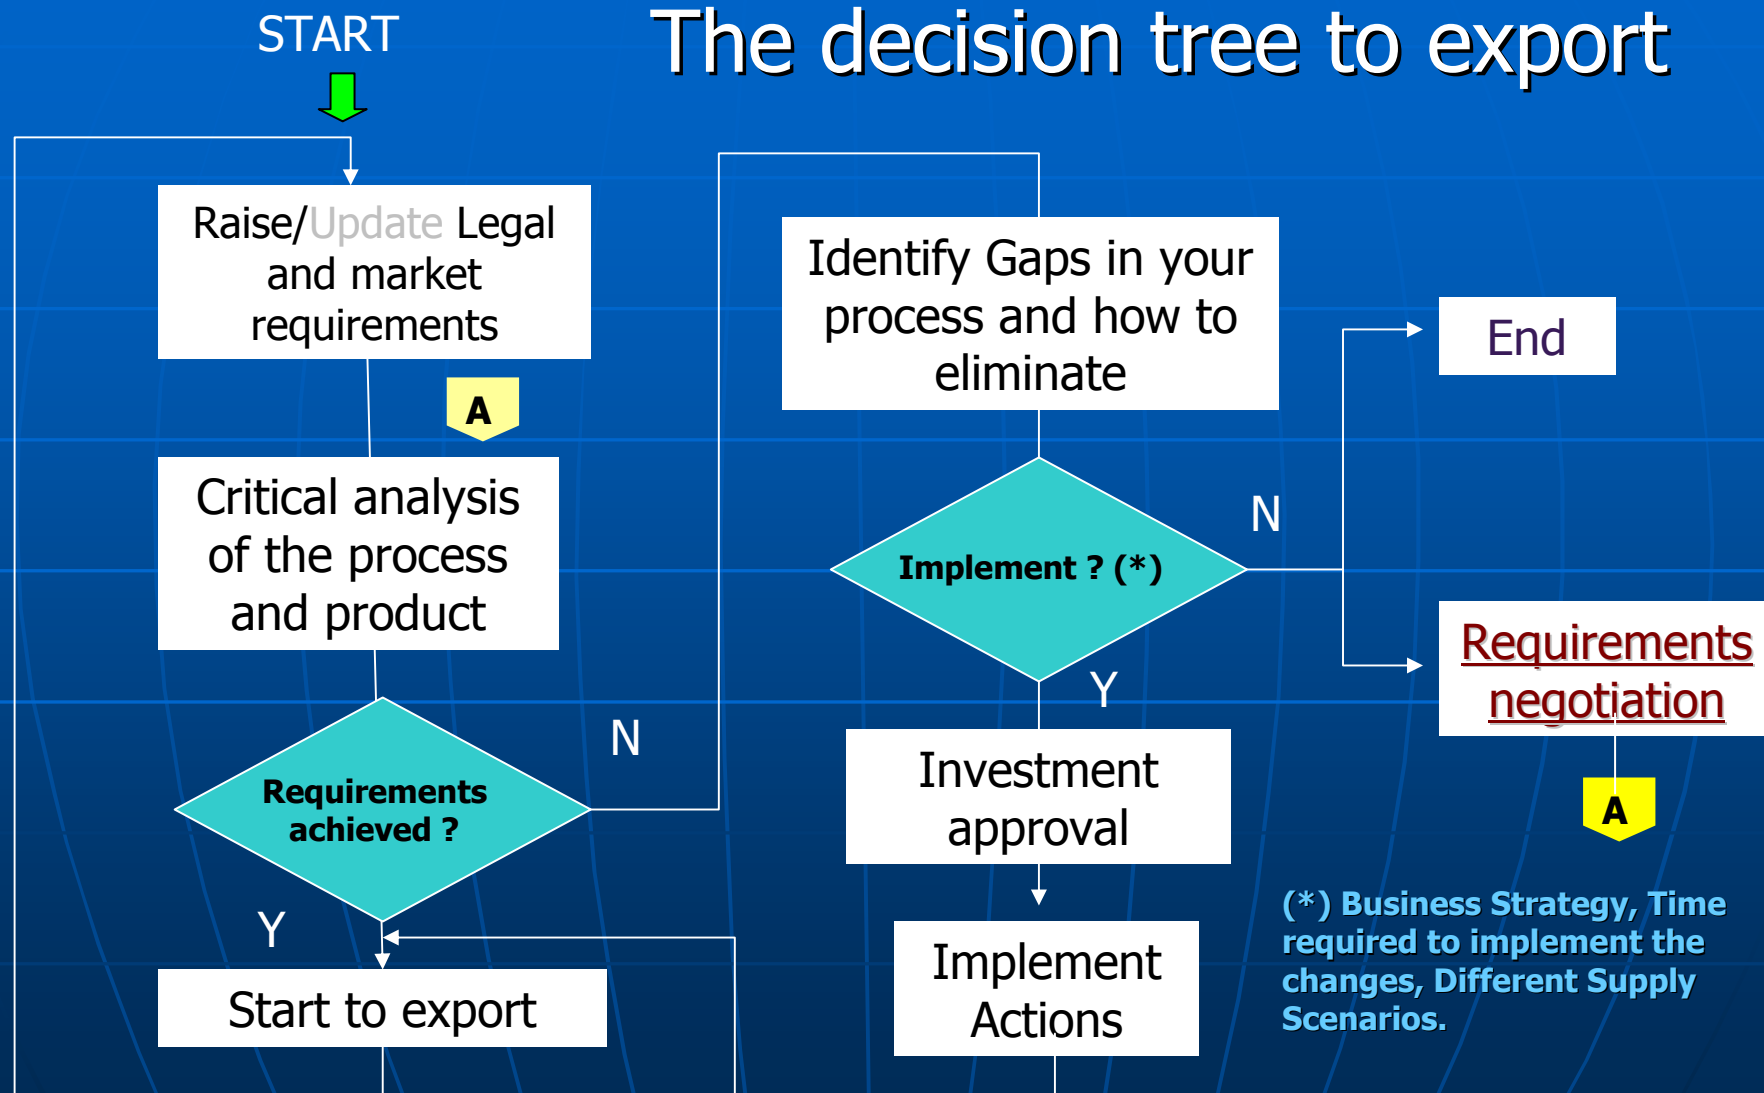 START
The decision tree to export
Raise/Update Legal
and market
requirements
A
Critical analysis
of the process
and product
Requirements
achieved ?
N
Y
Start to export
Identify Gaps in your
process and how to
eliminate
Implement ? (*)
N
Y
Investment
approval
Implement
Actions
End
Requirements
negotiation
A
(*) Business Strategy, Time
required to implement the
changes, Different Supply
Scenarios.